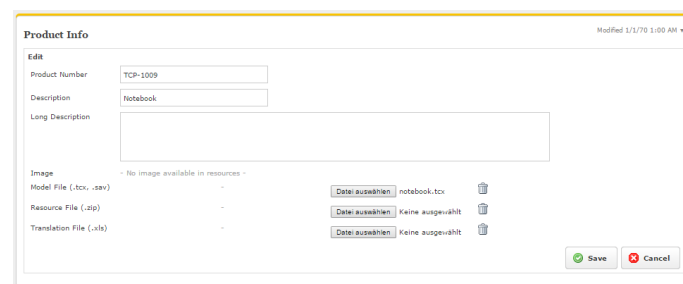 Product Info
Modified 1/1/70 1:00 AM
Edit
Product Number TCP-1009
Description Notebook
Long Description
Image - No image available in resources -
Model File (.tcx, .sav) - Datei auswählen notebook.tcx
Resource File (.zip) - Datei auswählen Keine ausgewählt
Translation File (.xls) - Datei auswählen Keine ausgewählt
Save Cancel